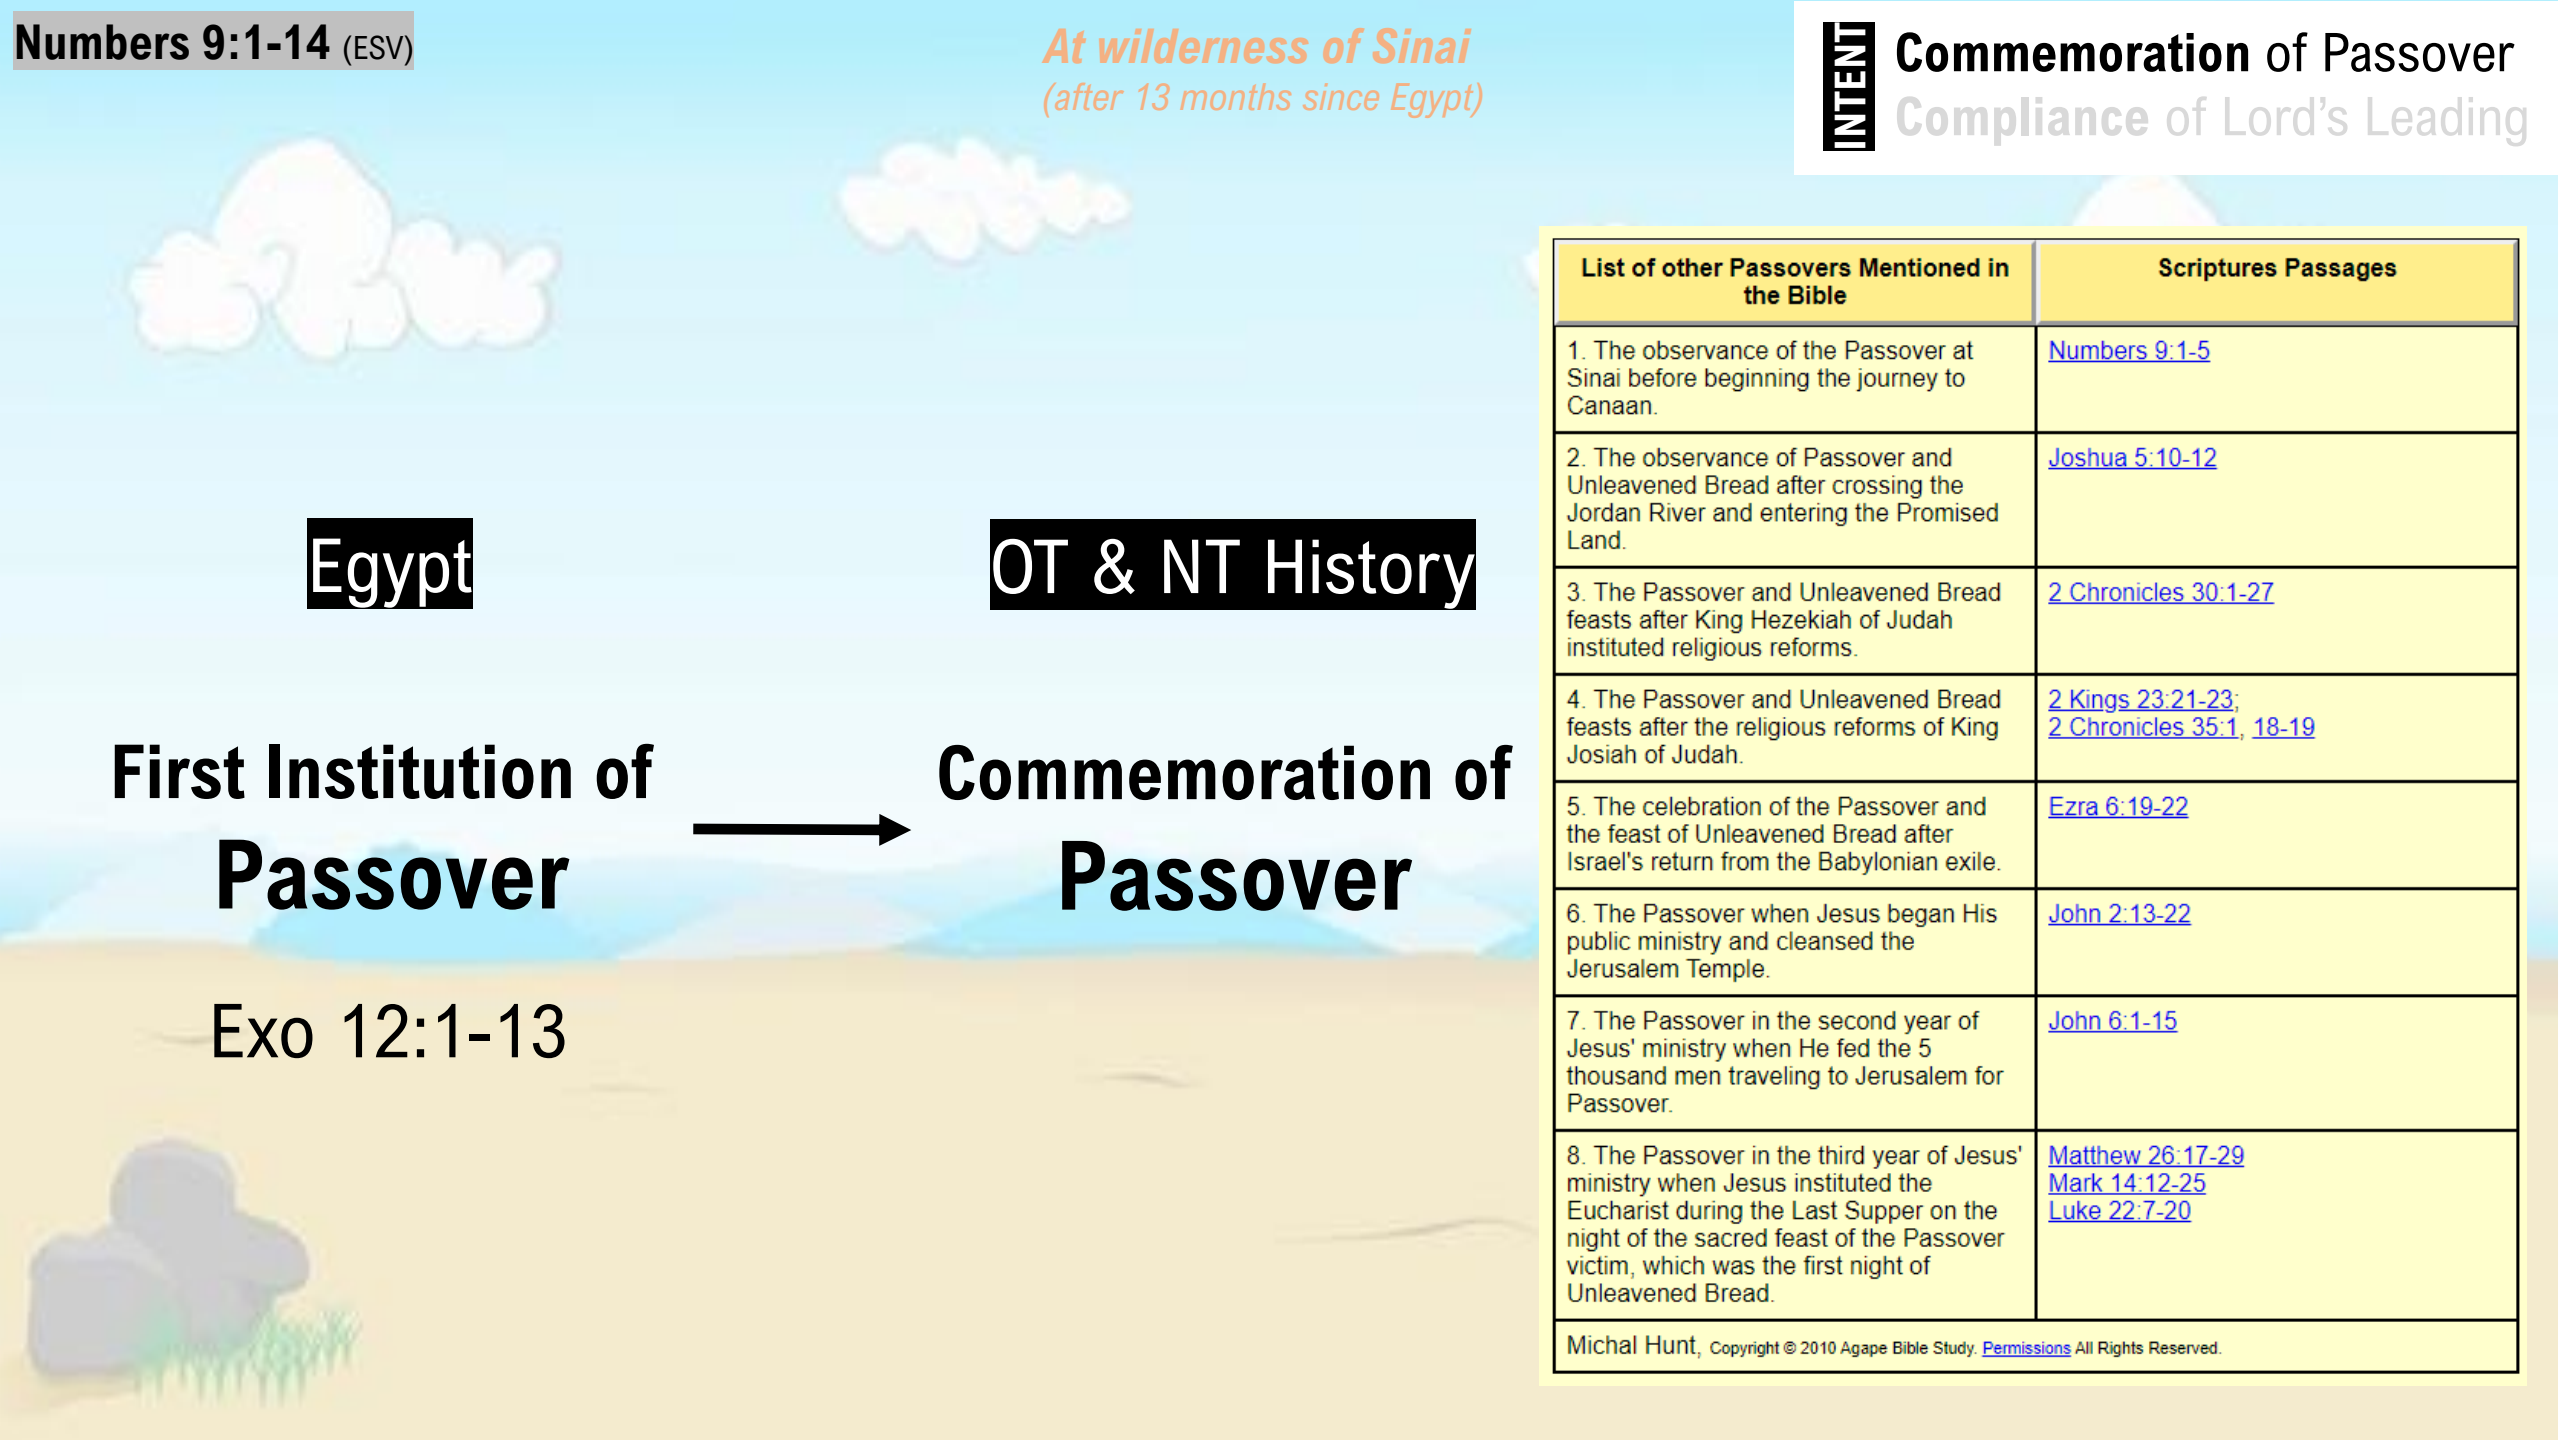 Numbers 9:1-14 (ESV)
At wilderness of Sinai
(after 13 months since Egypt)
INTENT
Commemoration of Passover
Compliance of Lord’s Leading
Egypt
First Institution of
Passover
Exo 12:1-13
OT & NT History
Commemoration of
Passover
List of other Passovers Mentioned in
the Bible
Scriptures Passages
1. The observance of the Passover at
Sinai before beginning the journey to
Canaan.
Numbers 9:1-5
2. The observance of Passover and
Unleavened Bread after crossing the
Jordan River and entering the Promised
Land.
Joshua 5:10-12
3. The Passover and Unleavened Bread
feasts after King Hezekiah of Judah
instituted religious reforms.
2 Chronicles 30:1-27
4. The Passover and Unleavened Bread
feasts after the religious reforms of King
Josiah of Judah.
2 Kings 23:21-23;
2 Chronicles 35:1, 18-19
5. The celebration of the Passover and
the feast of Unleavened Bread after
Israel's return from the Babylonian exile.
Ezra 6:19-22
6. The Passover when Jesus began His
public ministry and cleansed the
Jerusalem Temple.
John 2:13-22
7. The Passover in the second year of
Jesus' ministry when He fed the 5
thousand men traveling to Jerusalem for
Passover.
John 6:1-15
8. The Passover in the third year of Jesus'
ministry when Jesus instituted the
Eucharist during the Last Supper on the
night of the sacred feast of the Passover
victim, which was the first night of
Unleavened Bread.
Matthew 26:17-29
Mark 14:12-25
Luke 22:7-20
Michal Hunt, Copyright © 2010 Agape Bible Study. Permissions All Rights Reserved.